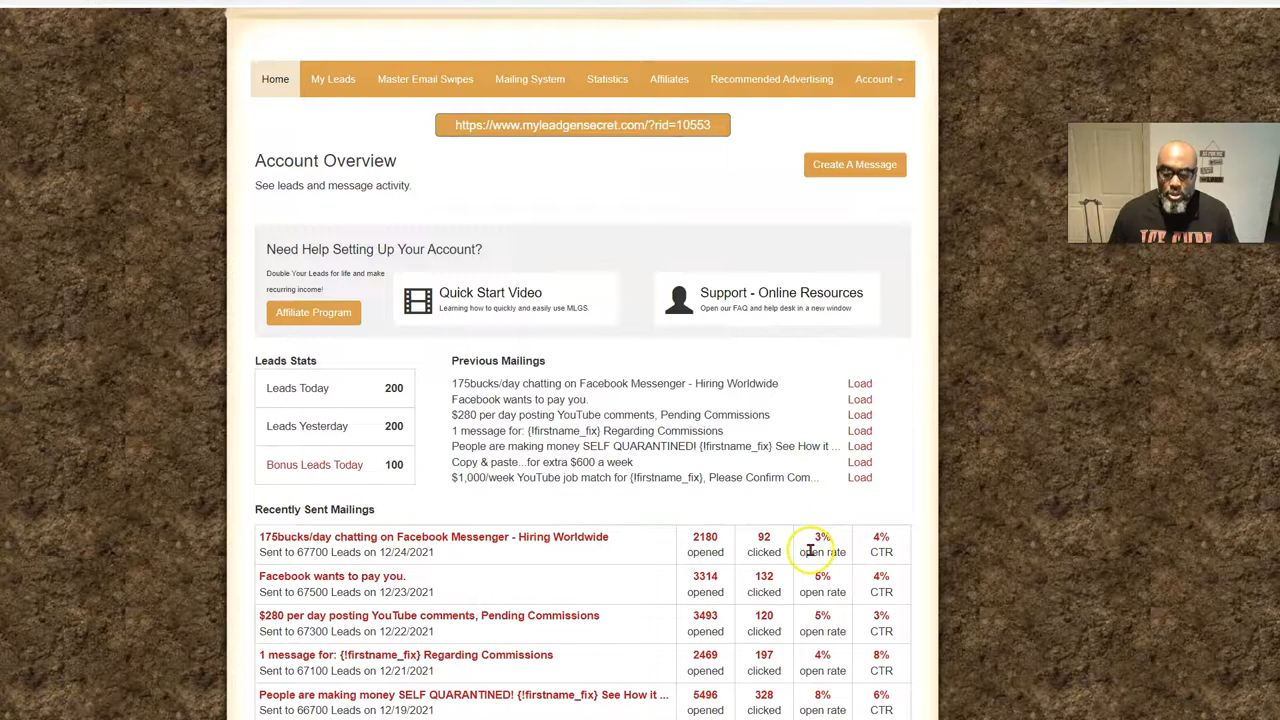 Home My Leads Master Email Swipes Mailing System Statistics Affiliates Recommended Advertising Account
https://www.myleadgensecret.com/?rid=10553
Account Overview
Create A Message
See leads and message activity.
Need Help Setting Up Your Account?
Double Your Leads for life and make
recurring income!
Affiliate Program
Quick Start Video
Learning how to quickly and easily use MLGS.
Support - Online Resources
Open our FAQ and help desk in a new window
Leads Stats
Leads Today 200
Leads Yesterday 200
Bonus Leads Today 100
Previous Mailings
175bucks/day chatting on Facebook Messenger - Hiring Worldwide Load
Facebook wants to pay you. Load
$280 per day posting YouTube comments, Pending Commissions Load
1 message for: {!firstname_fix} Regarding Commissions Load
People are making money SELF QUARANTINED! {!firstname_fix} See How it ... Load
Copy & paste...for extra $600 a week Load
$1,000/week YouTube job match for {!firstname_fix}, Please Confirm Com... Load
Recently Sent Mailings
175bucks/day chatting on Facebook Messenger - Hiring Worldwide 2180 92 3% 4%
Sent to 67700 Leads on 12/24/2021 opened clicked open rate CTR
Facebook wants to pay you. 3314 132 5% 4%
Sent to 67500 Leads on 12/23/2021 opened clicked open rate CTR
$280 per day posting YouTube comments, Pending Commissions 3493 120 5% 3%
Sent to 67300 Leads on 12/22/2021 opened clicked open rate CTR
1 message for: {!firstname_fix} Regarding Commissions 2469 197 4% 8%
Sent to 67100 Leads on 12/21/2021 opened clicked open rate CTR
People are making money SELF QUARANTINED! {!firstname_fix} See How it ... 5496 328 8% 6%
Sent to 66700 Leads on 12/19/2021 opened clicked open rate CTR